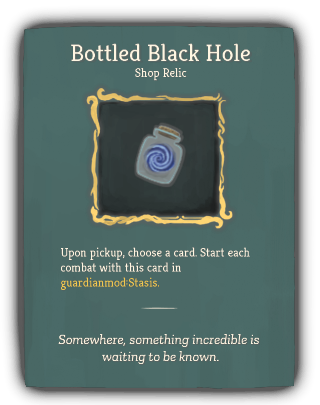 Bottled Black Hole
Shop Relic
Upon pickup, choose a card. Start each
combat with this card in
guardianmod:Stasis.
Somewhere, something incredible is
waiting to be known.